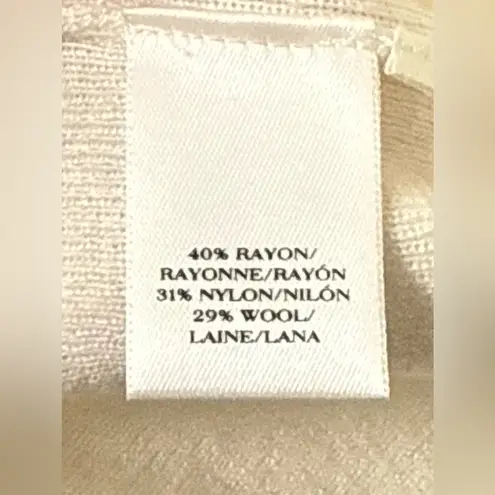 40% RAYON/
RAYONNE/RAYÓN
31% NYLON/NILÓN
29% WOOL/
LAINE/LANA